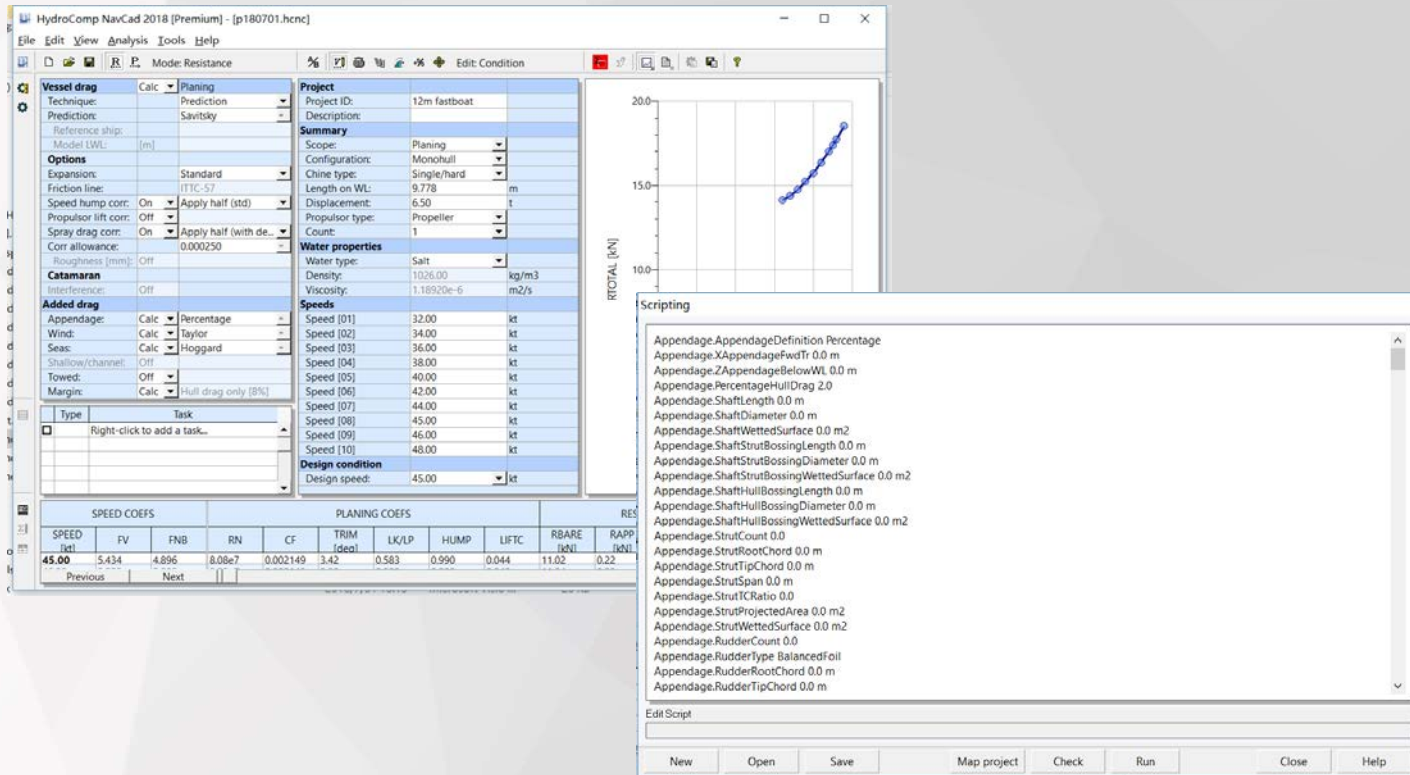 HydroComp NavCad 2018 [Premium] - [p180701.hcnc]
File Edit View Analysis Tools Help
Mode: Resistance Edit: Condition
Vessel drag Calc Planing
Technique: Prediction
Prediction: Savitsky
Reference ship:
Model LWL: [m]
Options
Expansion: Standard
Friction line: ITTC-57
Speed hump corr: On Apply half (std)
Propulsor lift corr: Off
Spray drag corr: On Apply half (with de...
Corr allowance: 0.000250
Roughness [mm]: Off
Catamaran
Interference: Off
Added drag
Appendage: Calc Percentage
Wind: Calc Taylor
Seas: Calc Hoggard
Shallow/channel: Off
Towed: Off
Margin: Calc Hull drag only [8%]
Type Task
Right-click to add a task...
Project
Project ID: 12m fastboat
Description:
Summary
Scope: Planing
Configuration: Monohull
Chine type: Single/hard
Length on WL: 9.778 m
Displacement: 6.50 t
Propulsor type: Propeller
Count: 1
Water properties
Water type: Salt
Density: 1026.00 kg/m3
Viscosity: 1.18920e-6 m2/s
Speeds
Speed [01] 32.00 kt
Speed [02] 34.00 kt
Speed [03] 36.00 kt
Speed [04] 38.00 kt
Speed [05] 40.00 kt
Speed [06] 42.00 kt
Speed [07] 44.00 kt
Speed [08] 45.00 kt
Speed [09] 46.00 kt
Speed [10] 48.00 kt
Design condition
Design speed: 45.00 kt
20.0
15.0
10.0
RTOTAL [kN]
SPEED COEFS PLANING COEFS RES
SPEED [kt] FV FNB RN CF TRIM [deg] LK/LP HUMP LIFTC RBARE [kN] RAPP [kN]
45.00 5.434 4.896 8.08e7 0.002149 3.42 0.583 0.990 0.044 11.02 0.22
Previous Next
Scripting
Appendage.AppendageDefinition Percentage
Appendage.XAppendageFwdTr 0.0 m
Appendage.ZAppendageBelowWL 0.0 m
Appendage.PercentageHullDrag 2.0
Appendage.ShaftLength 0.0 m
Appendage.ShaftDiameter 0.0 m
Appendage.ShaftWettedSurface 0.0 m2
Appendage.ShaftStrutBossingLength 0.0 m
Appendage.ShaftStrutBossingDiameter 0.0 m
Appendage.ShaftStrutBossingWettedSurface 0.0 m2
Appendage.ShaftHullBossingLength 0.0 m
Appendage.ShaftHullBossingDiameter 0.0 m
Appendage.ShaftHullBossingWettedSurface 0.0 m2
Appendage.StrutCount 0.0
Appendage.StrutRootChord 0.0 m
Appendage.StrutTipChord 0.0 m
Appendage.StrutSpan 0.0 m
Appendage.StrutTCRatio 0.0
Appendage.StrutProjectedArea 0.0 m2
Appendage.StrutWettedSurface 0.0 m2
Appendage.RudderCount 0.0
Appendage.RudderType BalancedFoil
Appendage.RudderRootChord 0.0 m
Appendage.RudderTipChord 0.0 m
Edit Script
New Open Save Map project Check Run Close Help